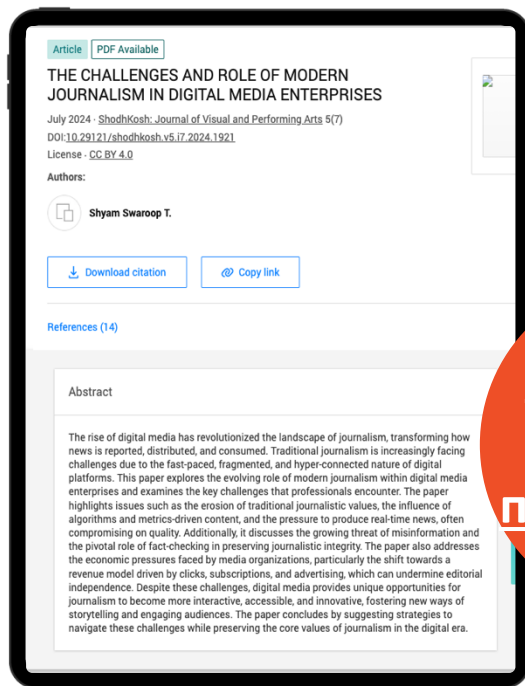 Article PDF Available
THE CHALLENGES AND ROLE OF MODERN
JOURNALISM IN DIGITAL MEDIA ENTERPRISES
July 2024 · ShodhKosh: Journal of Visual and Performing Arts 5(7)
DOI:10.29121/shodhkosh.v5.i7.2024.1921
License · CC BY 4.0
Authors:
Shyam Swaroop T.
Download citation
Copy link
References (14)
Abstract
The rise of digital media has revolutionized the landscape of journalism, transforming how
news is reported, distributed, and consumed. Traditional journalism is increasingly facing
challenges due to the fast-paced, fragmented, and hyper-connected nature of digital
platforms. This paper explores the evolving role of modern journalism within digital media
enterprises and examines the key challenges that professionals encounter. The paper
highlights issues such as the erosion of traditional journalistic values, the influence of
algorithms and metrics-driven content, and the pressure to produce real-time news, often
compromising on quality. Additionally, it discusses the growing threat of misinformation and
the pivotal role of fact-checking in preserving journalistic integrity. The paper also addresses
the economic pressures faced by media organizations, particularly the shift towards a
revenue model driven by clicks, subscriptions, and advertising, which can undermine editorial
independence. Despite these challenges, digital media provides unique opportunities for
journalism to become more interactive, accessible, and innovative, fostering new ways of
storytelling and engaging audiences. The paper concludes by suggesting strategies to
navigate these challenges while preserving the core values of journalism in the digital era.